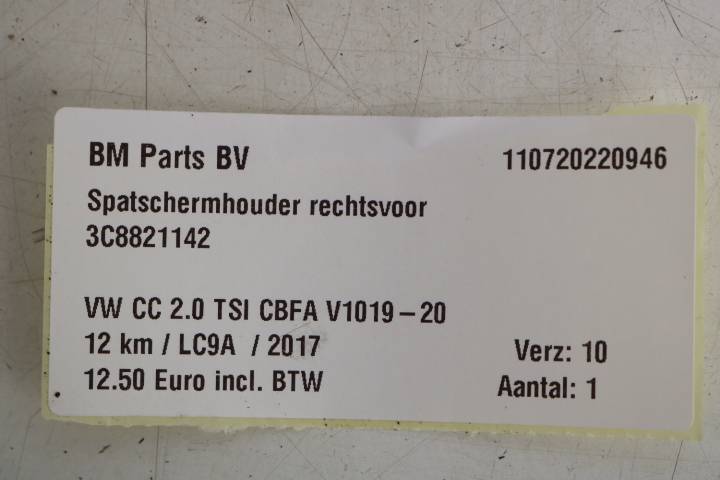 BM Parts BV 110720220946
Spatschermhouder rechtsvoor
3C8821142
VW CC 2.0 TSI CBFA V1019-20
12 km / LC9A / 2017 Verz: 10
12.50 Euro incl. BTW Aantal: 1